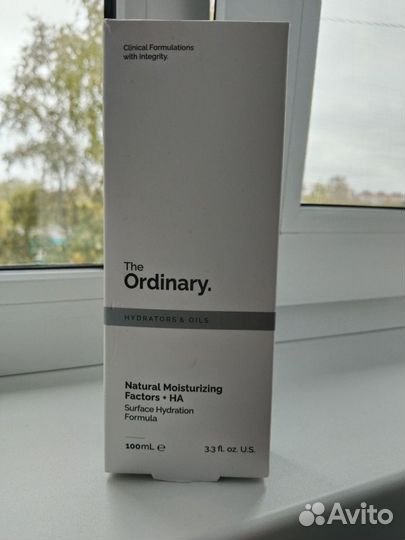 Clinical Formulations
with Integrity.
The
Ordinary.
HYDRATORS & OILS
Natural Moisturizing
Factors + HA
Surface Hydration
Formula
100mL ℮ 3.3 fl. oz. U.S.
Avito